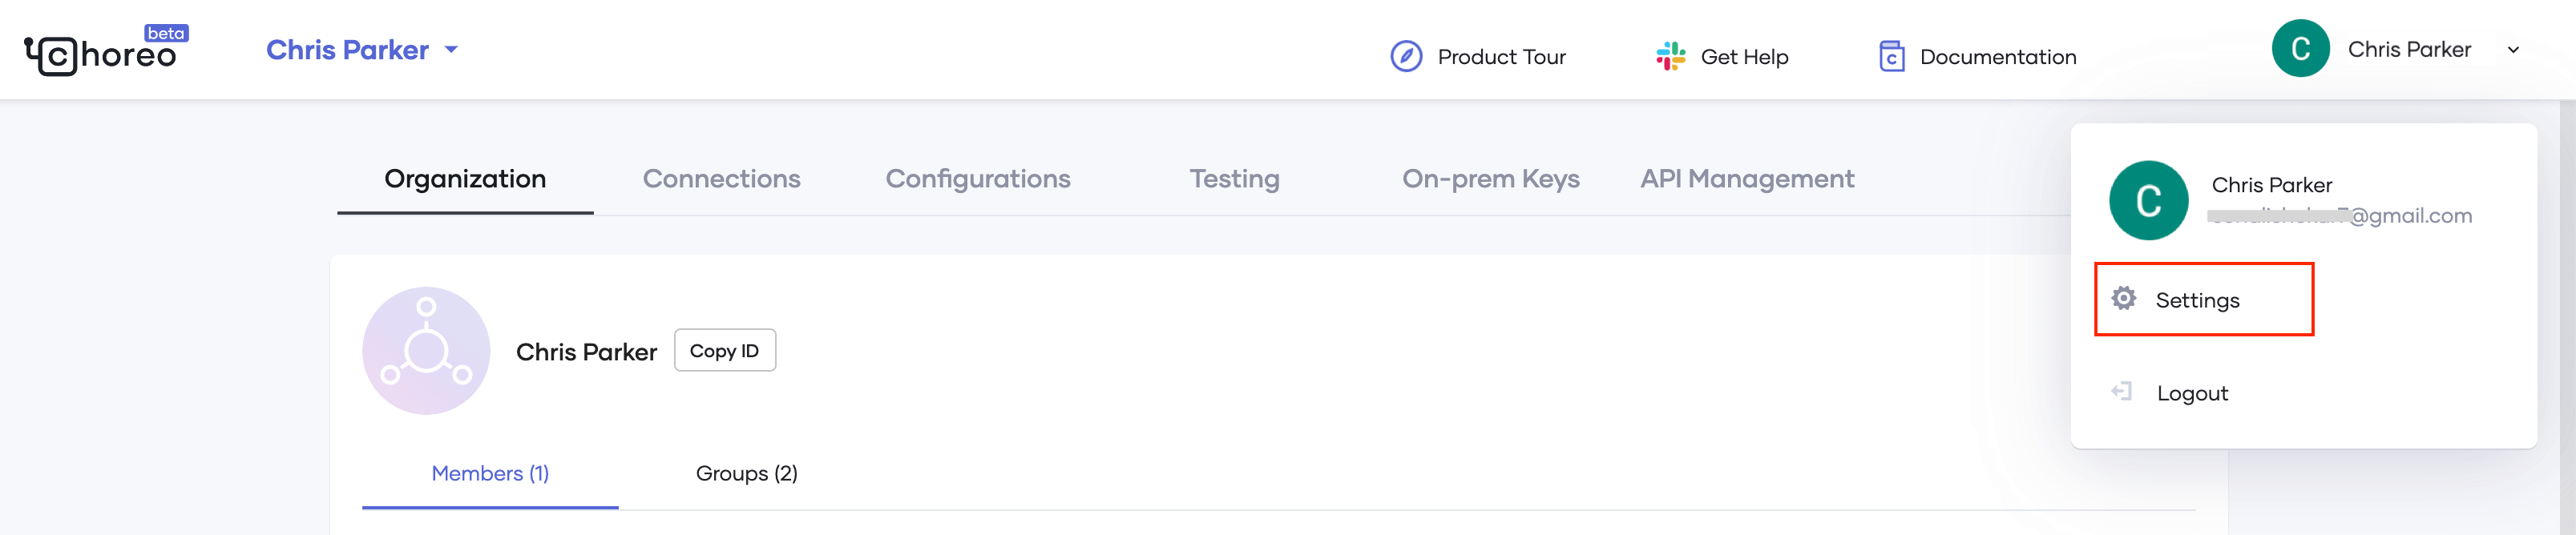 choreo beta
Chris Parker
Product Tour
Get Help
Documentation
C Chris Parker
Organization
Connections
Configurations
Testing
On-prem Keys
API Management
C
Chris Parker
@gmail.com
Settings
Logout
Chris Parker
Copy ID
Members (1)
Groups (2)